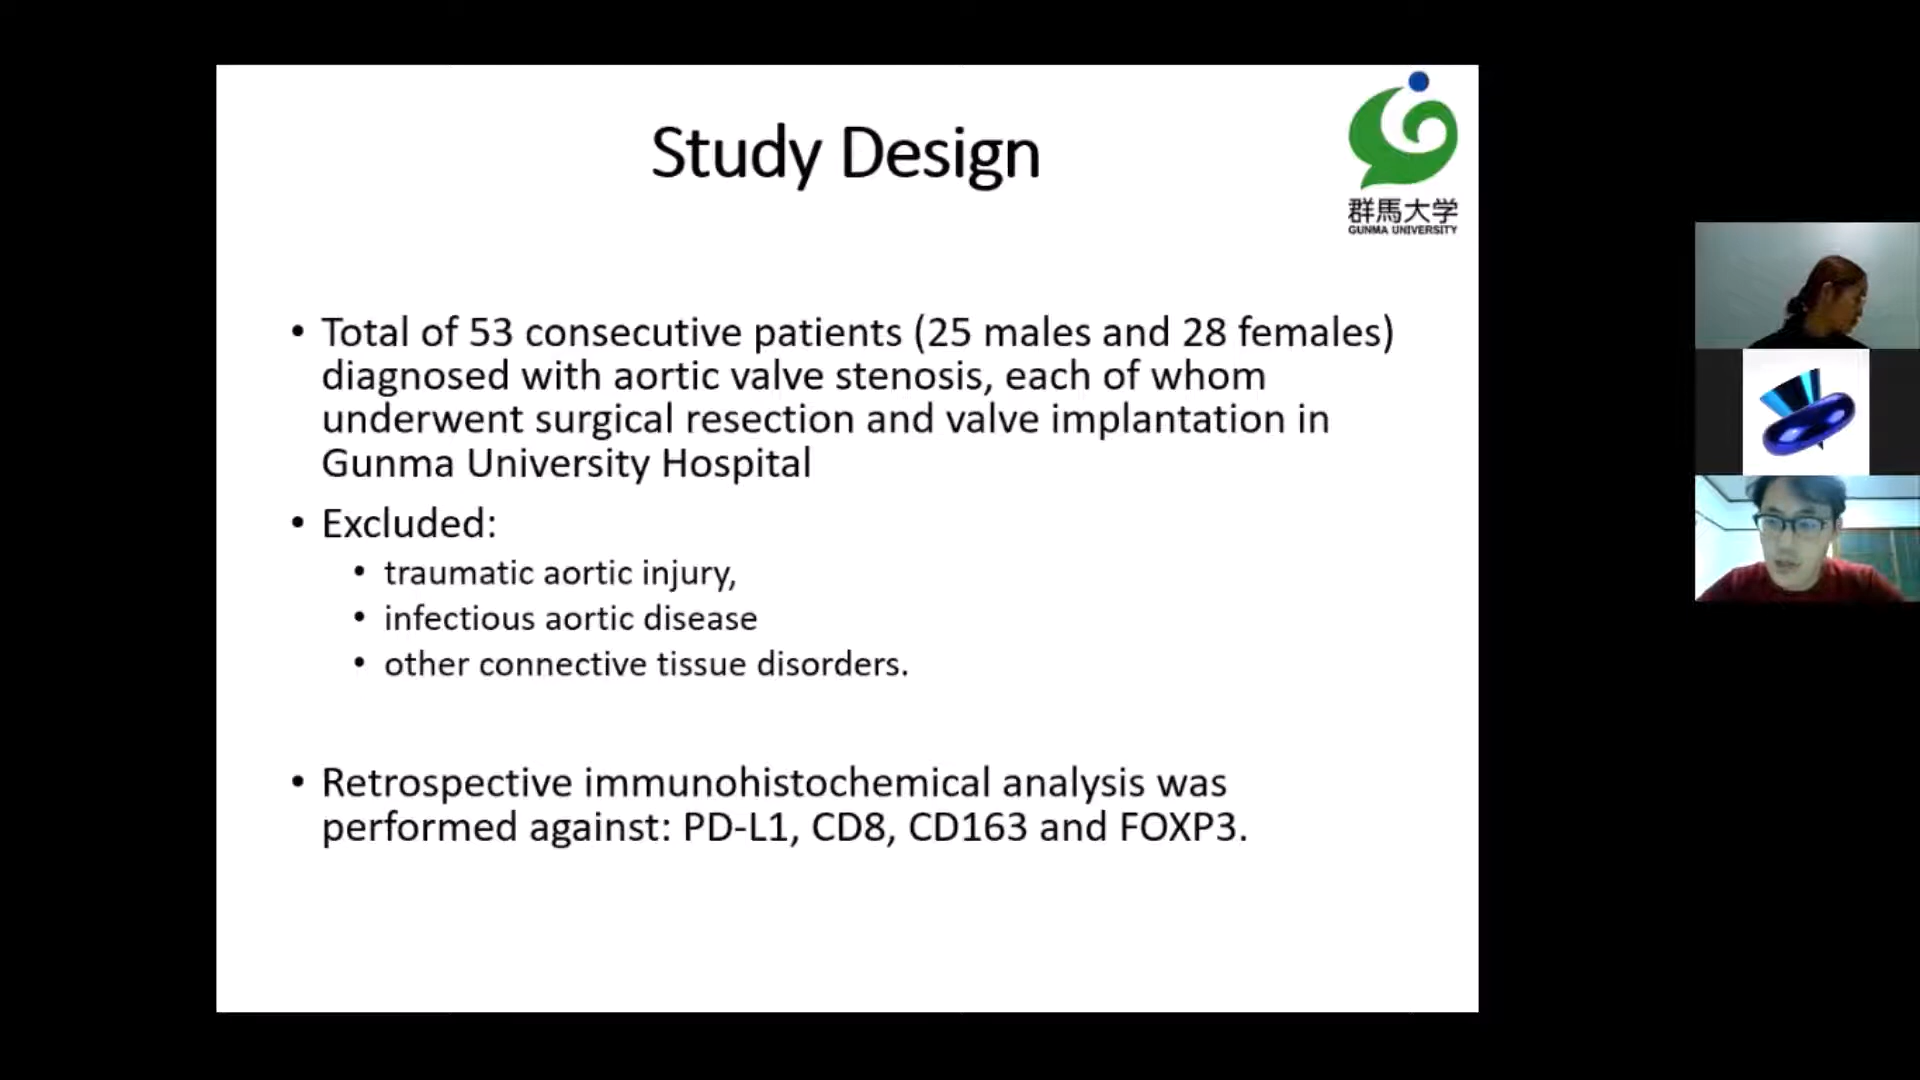 Study Design
群馬大学
GUNMA UNIVERSITY
• Total of 53 consecutive patients (25 males and 28 females)
diagnosed with aortic valve stenosis, each of whom
underwent surgical resection and valve implantation in
Gunma University Hospital
• Excluded:
• traumatic aortic injury,
• infectious aortic disease
• other connective tissue disorders.
• Retrospective immunohistochemical analysis was
performed against: PD-L1, CD8, CD163 and FOXP3.